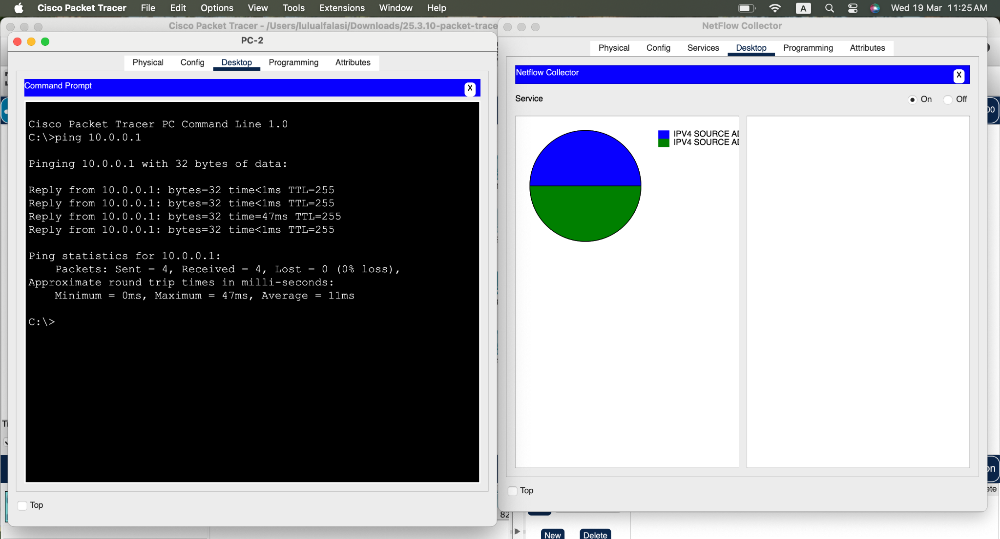 Cisco Packet Tracer File Edit Options View Tools Extensions Window Help
A
Wed 19 Mar 11:25 AM
Cisco Packet Tracer - /Users/lulualfalasi/Downloads/25.3.10-packet-trace
PC-2
Physical Config Desktop Programming Attributes
Command Prompt
X
Cisco Packet Tracer PC Command Line 1.0
C:\>ping 10.0.0.1
Pinging 10.0.0.1 with 32 bytes of data:
Reply from 10.0.0.1: bytes=32 time<1ms TTL=255
Reply from 10.0.0.1: bytes=32 time<1ms TTL=255
Reply from 10.0.0.1: bytes=32 time=47ms TTL=255
Reply from 10.0.0.1: bytes=32 time<1ms TTL=255
Ping statistics for 10.0.0.1:
Packets: Sent = 4, Received = 4, Lost = 0 (0% loss),
Approximate round trip times in milli-seconds:
Minimum = 0ms, Maximum = 47ms, Average = 11ms
C:\>
Top
NetFlow Collector
Physical Config Services Desktop Programming Attributes
Netflow Collector
X
Service
On Off
IPV4 SOURCE A
IPV4 SOURCE A
Top
82
New Delete